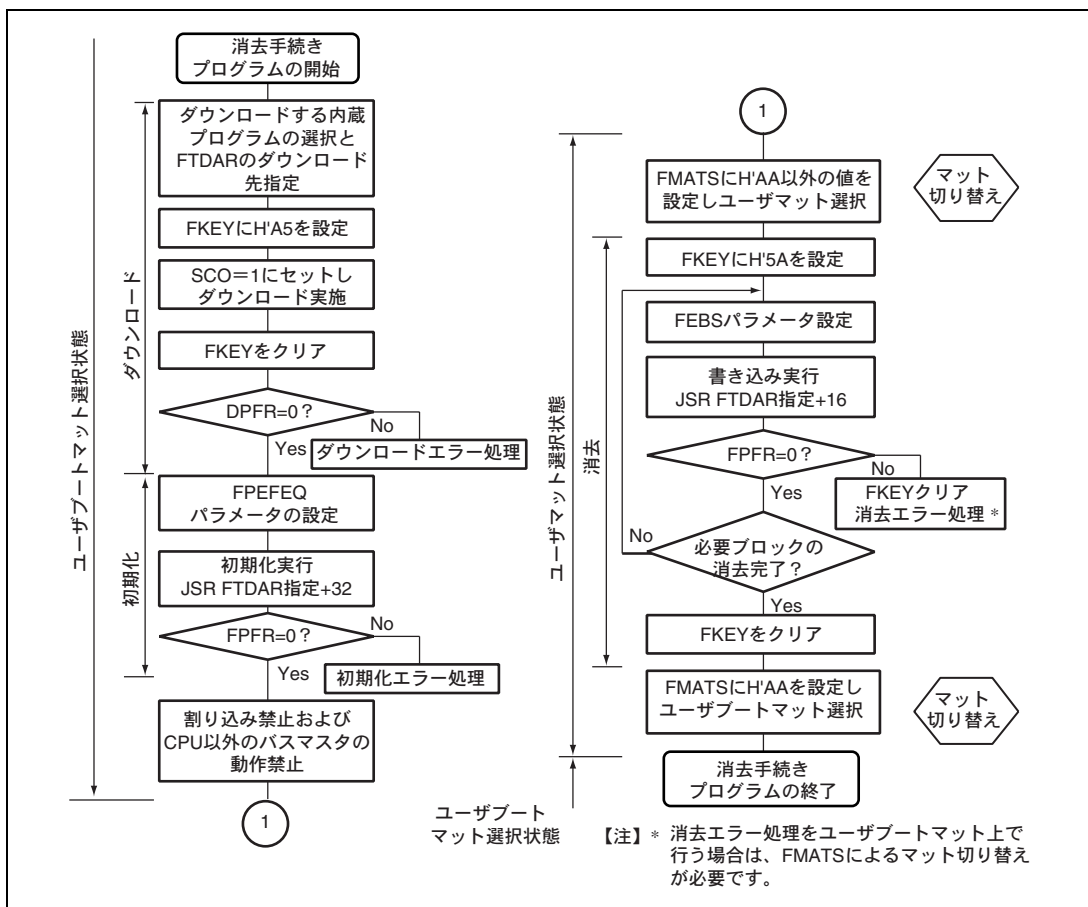 消去手続き
プログラムの開始
ダウンロードする内蔵
プログラムの選択と
FTDARのダウンロード
先指定
FKEYにH'A5を設定
SCO＝1にセットし
ダウンロード実施
FKEYをクリア
DPFR=0？
No
Yes
ダウンロードエラー処理
FPEFEQ
パラメータの設定
初期化実行
JSR FTDAR指定+32
FPFR=0？
No
Yes
初期化エラー処理
割り込み禁止および
CPU以外のバスマスタの
動作禁止
1
ユーザブートマット選択状態
ダウンロード
初期化
1
FMATSにH'AA以外の値を
設定しユーザマット選択
マット
切り替え
FKEYにH'5Aを設定
FEBSパラメータ設定
書き込み実行
JSR FTDAR指定+16
FPFR=0？
No
Yes
FKEYクリア
消去エラー処理 *
No
必要ブロックの
消去完了？
Yes
FKEYをクリア
FMATSにH'AAを設定し
ユーザブートマット選択
マット
切り替え
消去手続き
プログラムの終了
ユーザマット選択状態
消去
ユーザブート
マット選択状態
【注】* 消去エラー処理をユーザブートマット上で
行う場合は、FMATSによるマット切り替え
が必要です。